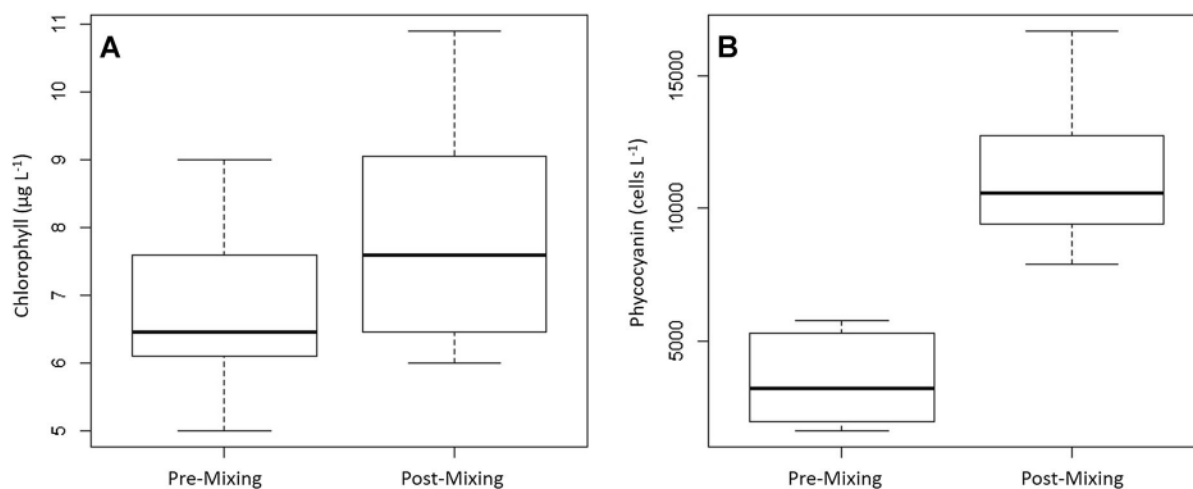 A
Chlorophyll (µg L⁻¹)
11
10
9
8
7
6
5
Pre-Mixing
Post-Mixing
B
Phycocyanin (cells L⁻¹)
15000
10000
5000
Pre-Mixing
Post-Mixing